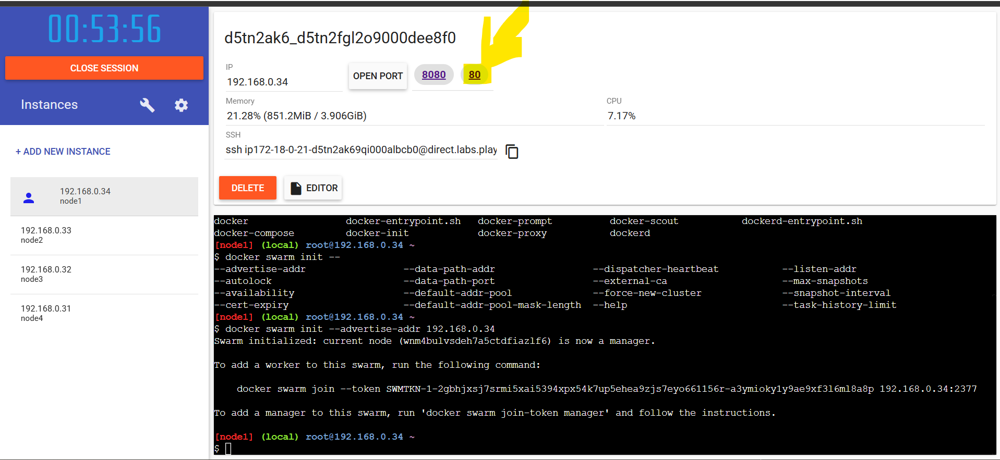 00:53:56
CLOSE SESSION
Instances
+ ADD NEW INSTANCE
192.168.0.34
node1
192.168.0.33
node2
192.168.0.32
node3
192.168.0.31
node4
d5tn2ak6_d5tn2fgl2o9000dee8f0
IP
192.168.0.34
OPEN PORT
8080
80
Memory
21.28% (851.2MiB / 3.906GiB)
CPU
7.17%
SSH
ssh ip172-18-0-21-d5tn2ak69qi000albcb0@direct.labs.play
DELETE
EDITOR
docker docker-entrypoint.sh docker-prompt docker-scout dockerd-entrypoint.sh
docker-compose docker-init docker-proxy dockerd
[node1] (local) root@192.168.0.34 ~
$ docker swarm init --
--advertise-addr --data-path-addr --dispatcher-heartbeat --listen-addr
--autolock --data-path-port --external-ca --max-snapshots
--availability --default-addr-pool --force-new-cluster --snapshot-interval
--cert-expiry --default-addr-pool-mask-length --help --task-history-limit
[node1] (local) root@192.168.0.34 ~
$ docker swarm init --advertise-addr 192.168.0.34
Swarm initialized: current node (wnm4bulvsdeh7a5ctdfiazlf6) is now a manager.
To add a worker to this swarm, run the following command:
docker swarm join --token SWMTKN-1-2gbhjxsj7srmi5xai5394xpx54k7up5ehea9zjs7eyo661156r-a3ymioky1y9ae9xf3l6ml8a8p 192.168.0.34:2377
To add a manager to this swarm, run 'docker swarm join-token manager' and follow the instructions.
[node1] (local) root@192.168.0.34 ~
$